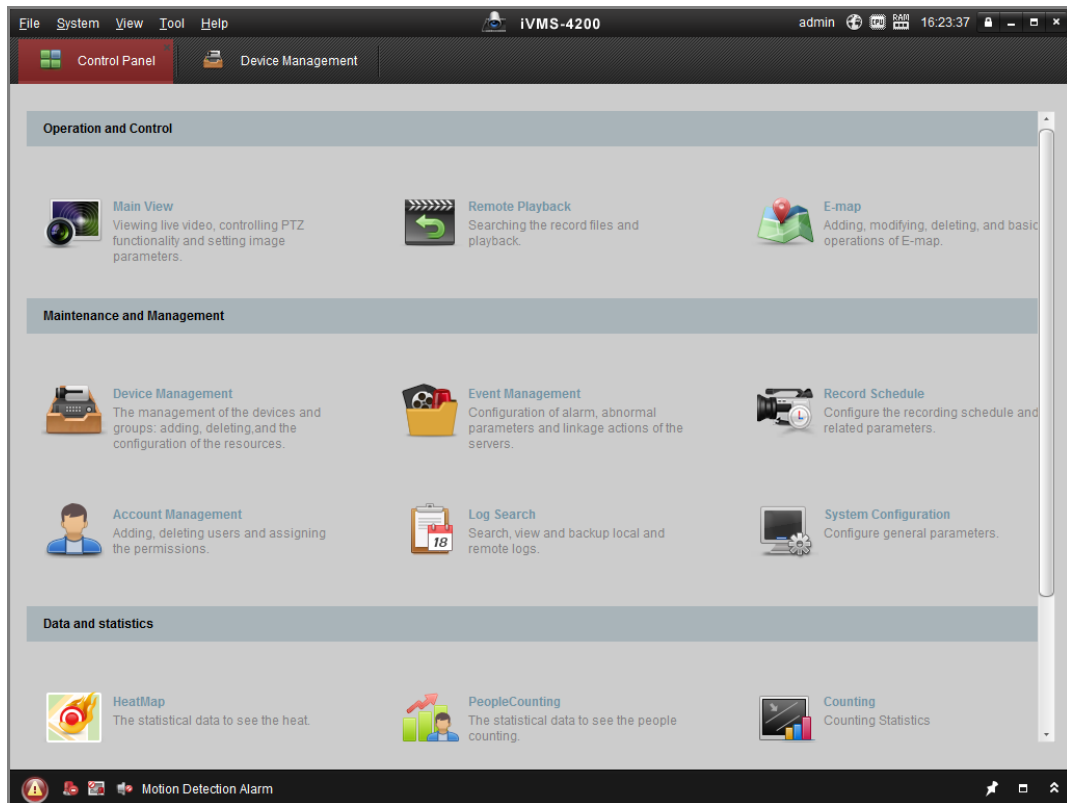 File System View Tool Help iVMS-4200 admin CPU RAM 16:23:37
Control Panel Device Management
Operation and Control
Main View
Viewing live video, controlling PTZ
functionality and setting image
parameters.
Remote Playback
Searching the record files and
playback.
E-map
Adding, modifying, deleting, and basic
operations of E-map.
Maintenance and Management
Device Management
The management of the devices and
groups: adding, deleting,and the
configuration of the resources.
Event Management
Configuration of alarm, abnormal
parameters and linkage actions of the
servers.
Record Schedule
Configure the recording schedule and
related parameters.
Account Management
Adding, deleting users and assigning
the permissions.
18
Log Search
Search, view and backup local and
remote logs.
System Configuration
Configure general parameters.
Data and statistics
HeatMap
The statistical data to see the heat.
PeopleCounting
The statistical data to see the people
counting.
Counting
Counting Statistics
Motion Detection Alarm